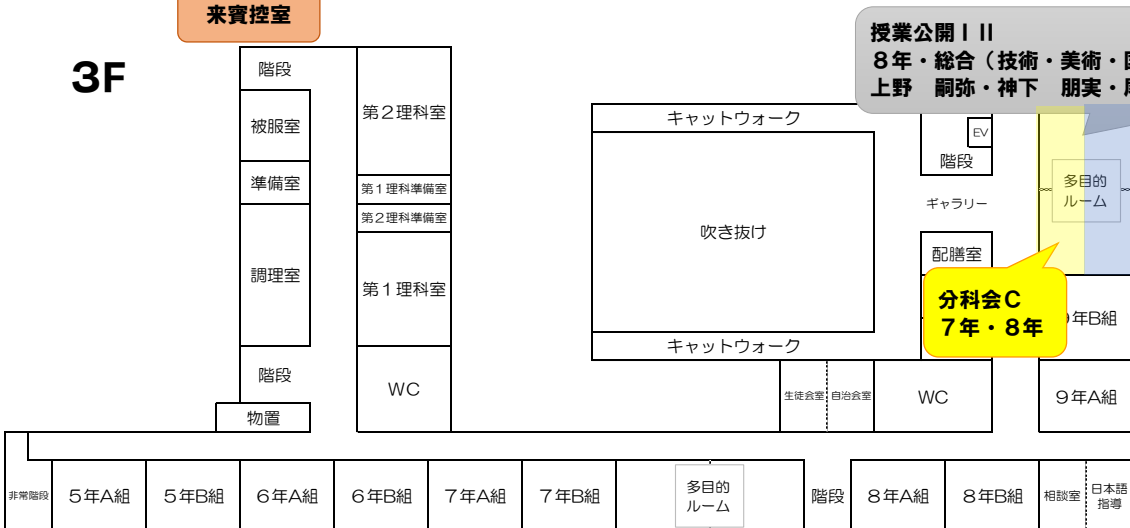 来賓控室
3F
授業公開ⅠⅡ
8年・総合（技術・美術・
上野　嗣弥・神下　朋実・
階段
被服室
準備室
調理室
階段
物置
第２理科室
第１理科準備室
第２理科準備室
第１理科室
WC
キャットウォーク
吹き抜け
キャットウォーク
EV
階段
ギャラリー
配膳室
多目的
ルーム
分科会C
７年・８年
年B組
9年A組
生徒会室
自治会室
WC
非常階段
5年A組
5年B組
6年A組
6年B組
7年A組
7年B組
多目的
ルーム
階段
8年A組
8年B組
相談室
日本語
指導